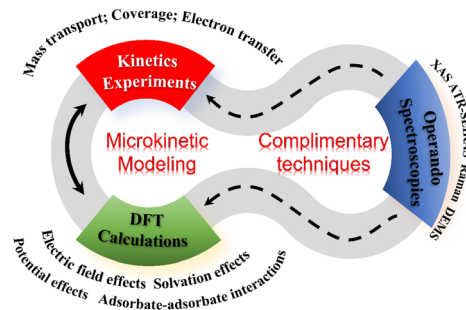 Mass transport; Coverage; Electron transfer
Kinetics
Experiments
XAS ATR-SEIRAS Raman DEMS
Operando
Spectroscopies
Microkinetic
Modeling
Complimentary
techniques
DFT
Calculations
Electric field effects Solvation effects
Potential effects Adsorbate-adsorbate interactions